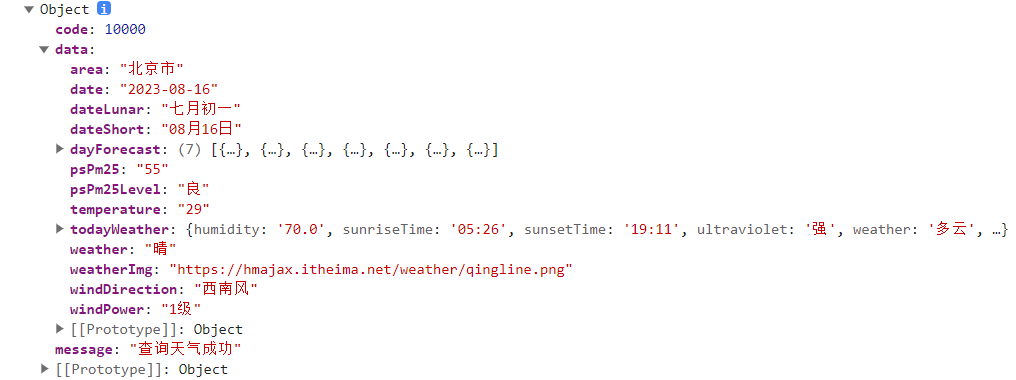 Object i
code: 10000
data:
area: "北京市"
date: "2023-08-16"
dateLunar: "七月初一"
dateShort: "08月16日"
dayForecast: (7) [{…}, {…}, {…}, {…}, {…}, {…}, {…}]
psPm25: "55"
psPm25Level: "良"
temperature: "29"
todayWeather: {humidity: '70.0', sunriseTime: '05:26', sunsetTime: '19:11', ultraviolet: '强', weather: '多云', …}
weather: "晴"
weatherImg: "https://hmajax.itheima.net/weather/qingline.png"
windDirection: "西南风"
windPower: "1级"
[[Prototype]]: Object
message: "查询天气成功"
[[Prototype]]: Object